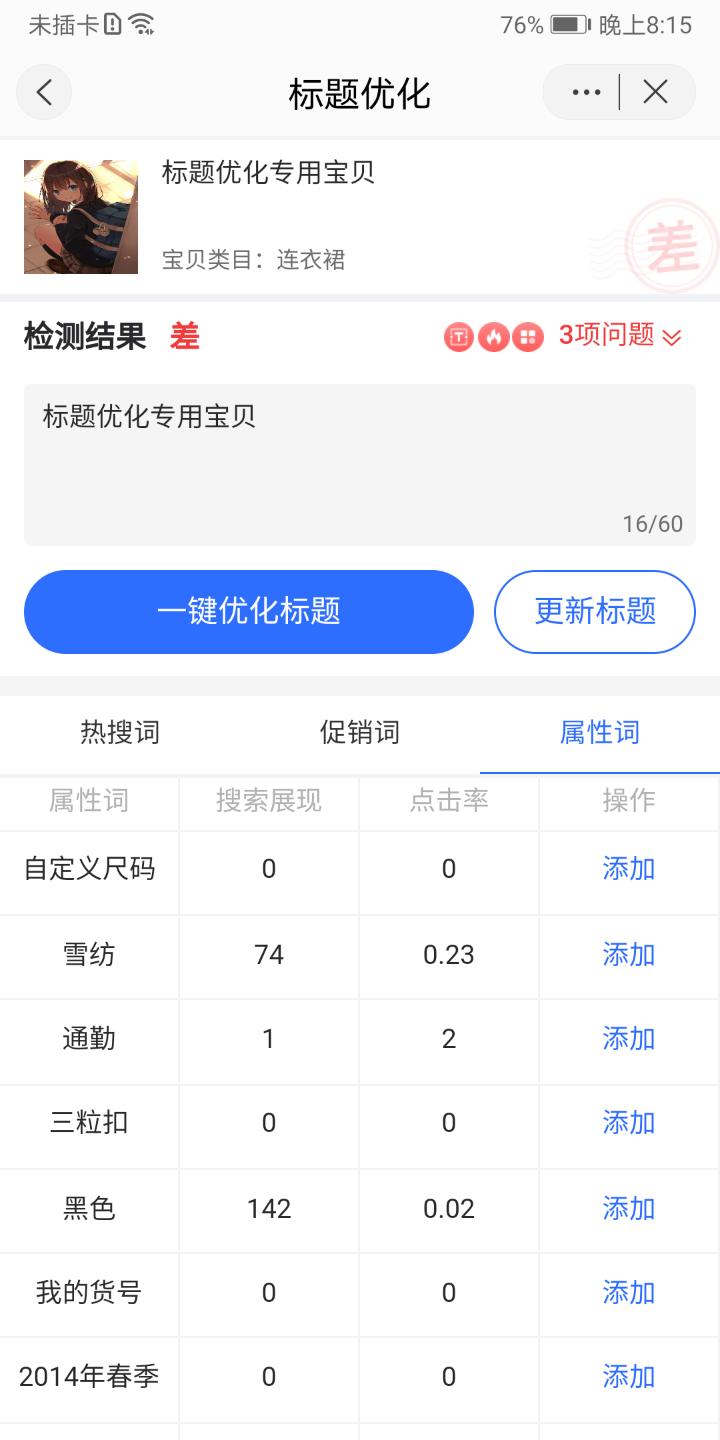 未插卡 76% 晚上8:15
标题优化
标题优化专用宝贝
宝贝类目：连衣裙
差
检测结果 差 3项问题
标题优化专用宝贝
16/60
一键优化标题 更新标题
热搜词 促销词 属性词
属性词 搜索展现 点击率 操作
自定义尺码 0 0 添加
雪纺 74 0.23 添加
通勤 1 2 添加
三粒扣 0 0 添加
黑色 142 0.02 添加
我的货号 0 0 添加
2014年春季 0 0 添加